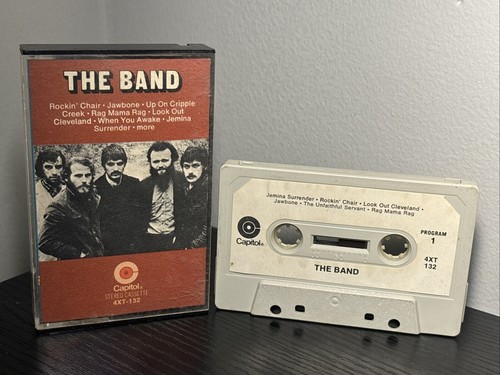 THE BAND
Rockin' Chair • Jawbone • Up On Cripple
Creek • Rag Mama Rag • Look Out
Cleveland • When You Awake • Jemina
Surrender • more
Capitol®
STEREO CASSETTE
4XT-132
Jemina Surrender • Rockin' Chair • Look Out Cleveland •
Jawbone • The Unfaithful Servant • Rag Mama Rag
Capitol®
PROGRAM
1
4XT
132
THE BAND